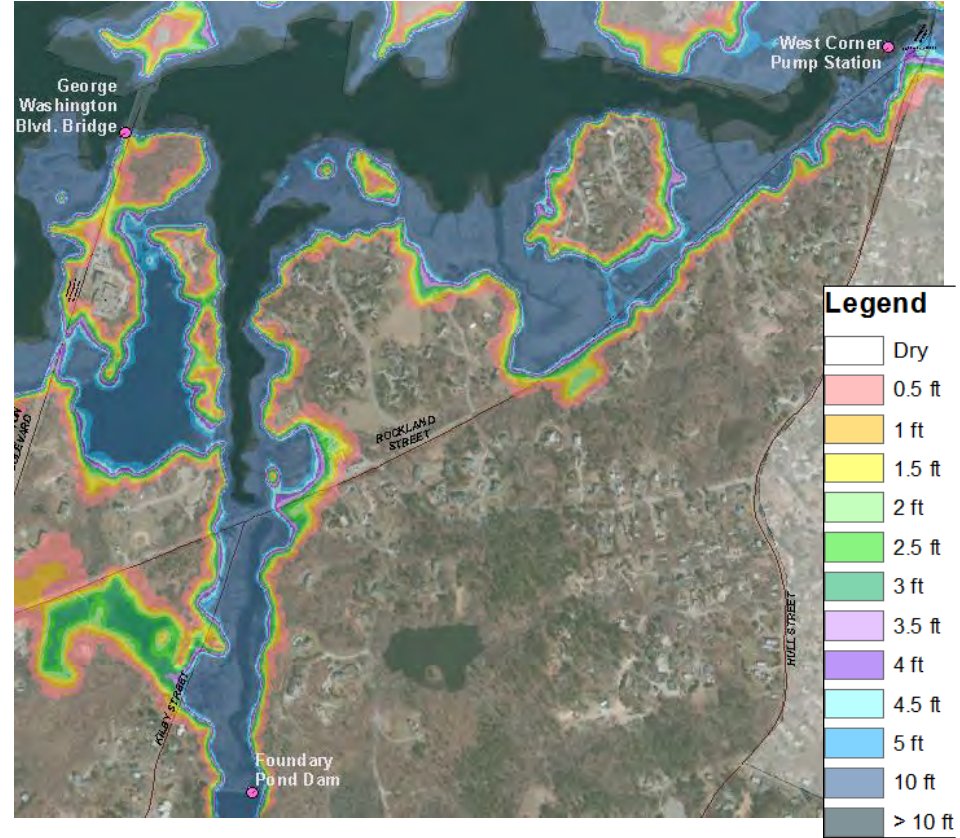 West Corner
Pump Station
George
Washington
Blvd. Bridge
Legend
Dry
0.5 ft
1 ft
1.5 ft
2 ft
2.5 ft
3 ft
3.5 ft
4 ft
4.5 ft
5 ft
10 ft
> 10 ft
ROCKLAND
STREET
HULL STREET
KILBY STREET
Foundary
Pond Dam